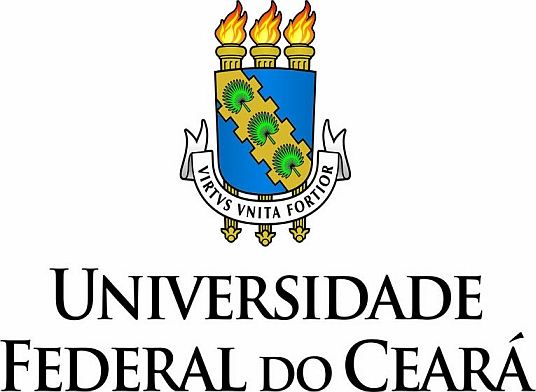 VIRTVS VNITA FORTIOR
UNIVERSIDADE
FEDERAL DO CEARÁ